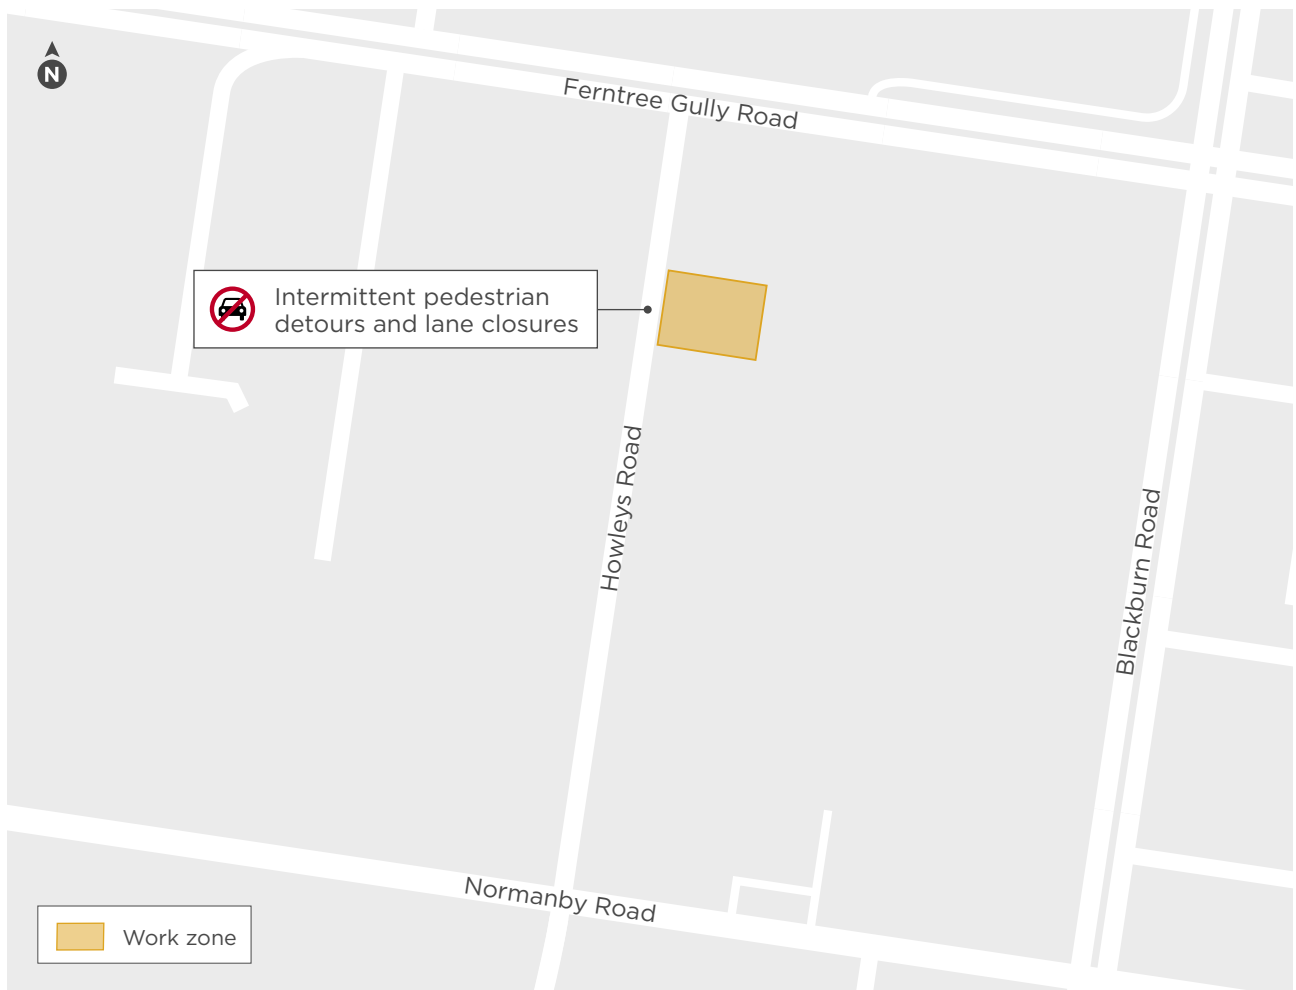 N
Ferntree Gully Road
Intermittent pedestrian
detours and lane closures
Howleys Road
Blackburn Road
Normanby Road
Work zone